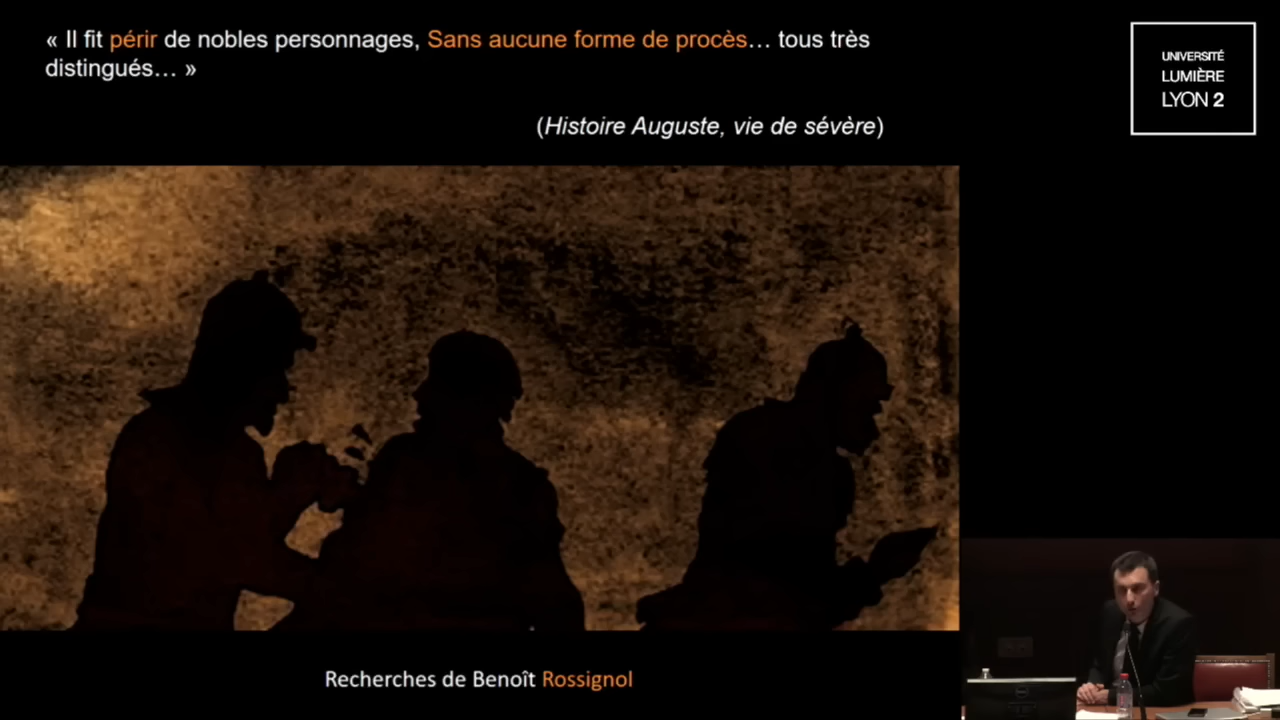 « Il fit périr de nobles personnages, Sans aucune forme de procès… tous très
distingués… »
(Histoire Auguste, vie de sévère)
UNIVERSITÉ
LUMIÈRE
LYON 2
Recherches de Benoît Rossignol